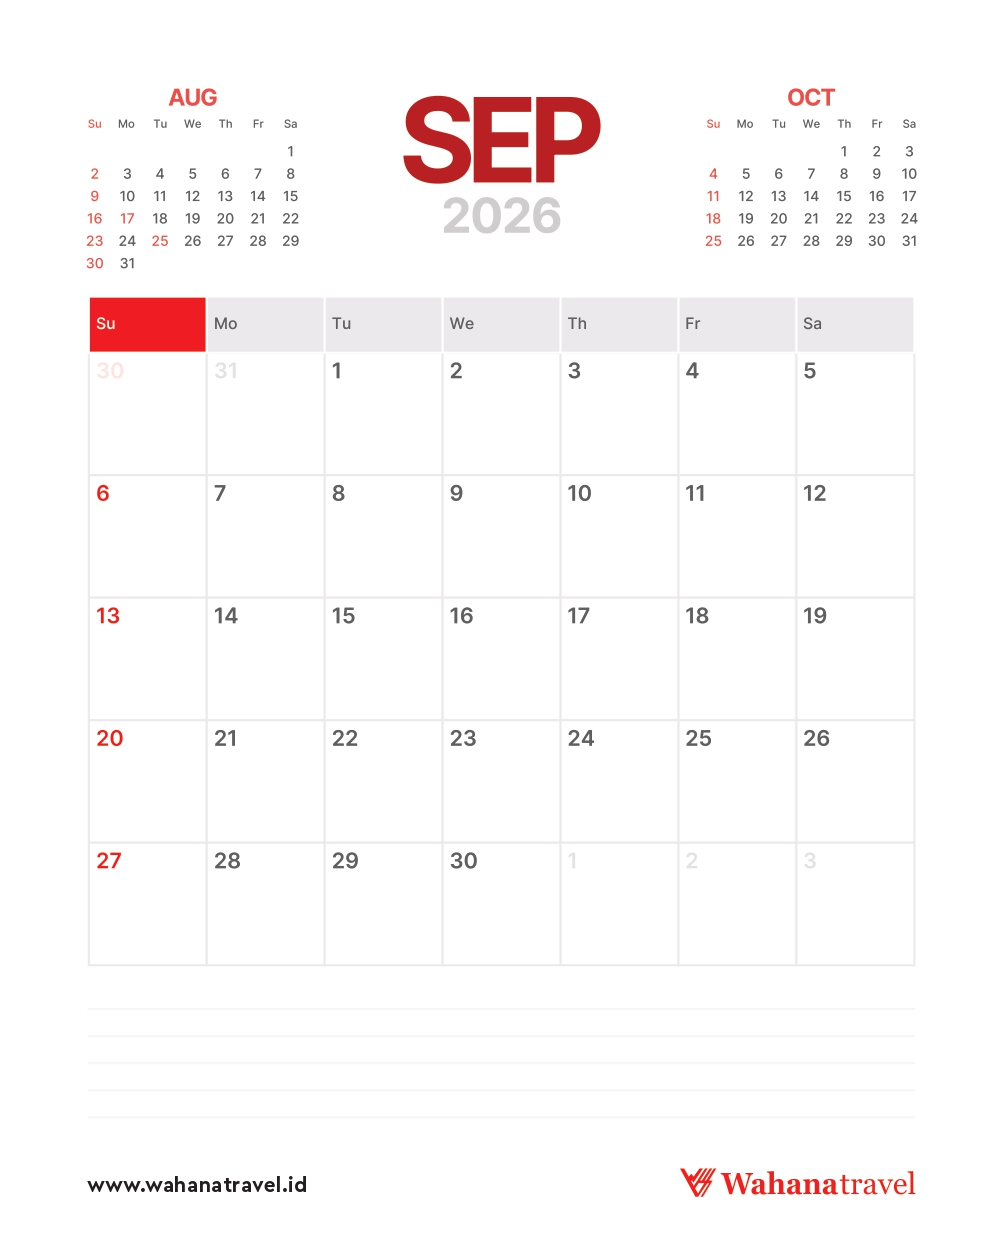 AUG
Su Mo Tu We Th Fr Sa
1
2 3 4 5 6 7 8
9 10 11 12 13 14 15
16 17 18 19 20 21 22
23 24 25 26 27 28 29
30 31
SEP
2026
OCT
Su Mo Tu We Th Fr Sa
1 2 3
4 5 6 7 8 9 10
11 12 13 14 15 16 17
18 19 20 21 22 23 24
25 26 27 28 29 30 31
Su Mo Tu We Th Fr Sa
30 31 1 2 3 4 5
6 7 8 9 10 11 12
13 14 15 16 17 18 19
20 21 22 23 24 25 26
27 28 29 30 1 2 3
www.wahanatravel.id
Wahanatravel